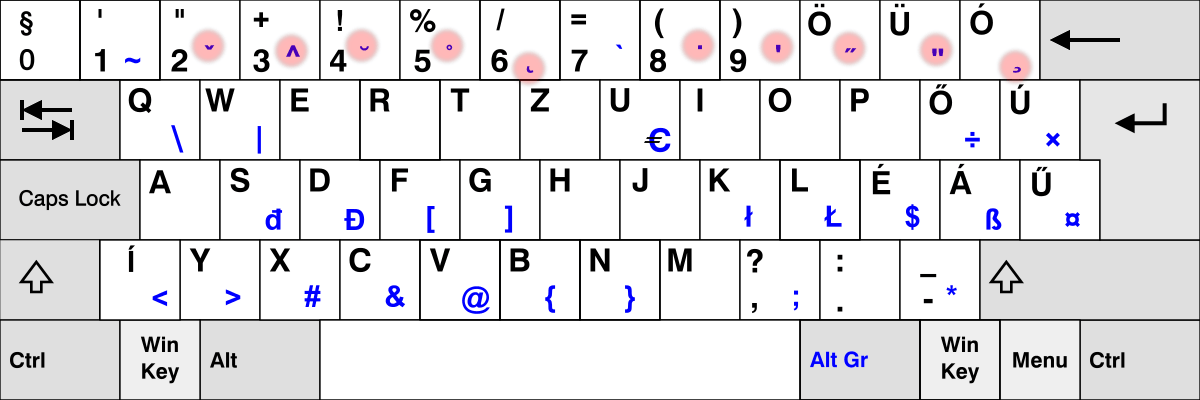 § ' " + ! % / = ( ) Ö Ü Ó
0 1 ~ 2 ˇ 3 ^ 4 ˘ 5 ° 6 ˛ 7 ` 8 ˙ 9 ' ˝ " ¸
Q W E R T Z U I O P Ő Ú
\ | € ÷ ×
Caps Lock A S D F G H J K L É Á Ű
đ Đ [ ] ł Ł $ ß ¤
Í Y X C V B N M ? : _
< > # & @ { } , ; . - *
Ctrl Win Key Alt Alt Gr Win Key Menu Ctrl